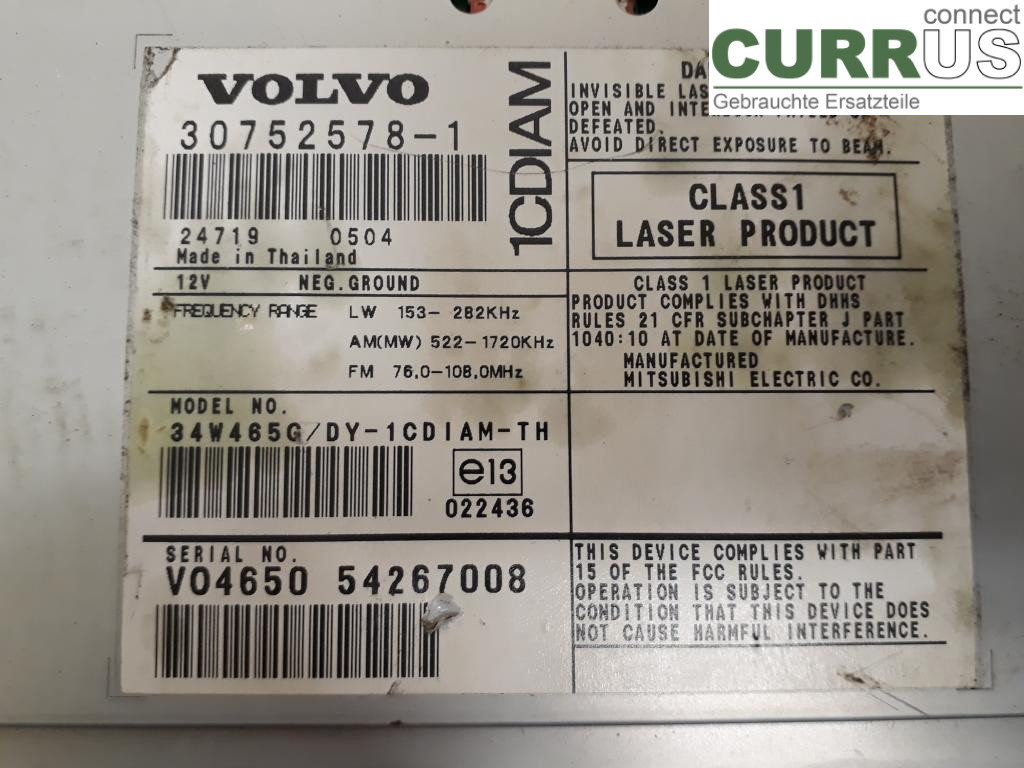 connect
CURRUS
Gebrauchte Ersatzteile
VOLVO
30752578-1
24719 0504
Made in Thailand
1CDIAM
12V NEG.GROUND
FREQUENCY RANGE LW 153- 282KHz
AM(MW) 522-1720KHz
FM 76.0-108.0MHz
MODEL NO.
34W465G/DY-1CDIAM-TH
e13
022436
SERIAL NO.
VO4650 54267008
INVISIBLE
OPEN AND
DEFEATED.
AVOID DIRECT EXPOSURE TO BEAM.
CLASS1
LASER PRODUCT
CLASS 1 LASER PRODUCT
PRODUCT COMPLIES WITH DHHS
RULES 21 CFR SUBCHAPTER J PART
1040:10 AT DATE OF MANUFACTURE.
MANUFACTURED
MITSUBISHI ELECTRIC CO.
THIS DEVICE COMPLIES WITH PART
15 OF THE FCC RULES.
OPERATION IS SUBJECT TO THE
CONDITION THAT THIS DEVICE DOES
NOT CAUSE HARMFUL INTERFERENCE.